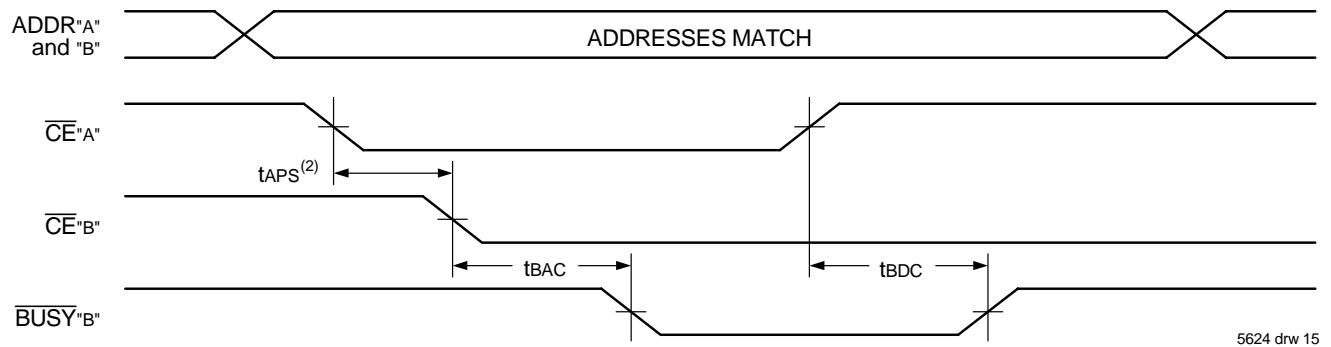 ADDR"A"
and "B"
ADDRESSES MATCH
CE"A"
tAPS(2)
CE"B"
tBAC
tBDC
BUSY"B"
5624 drw 15